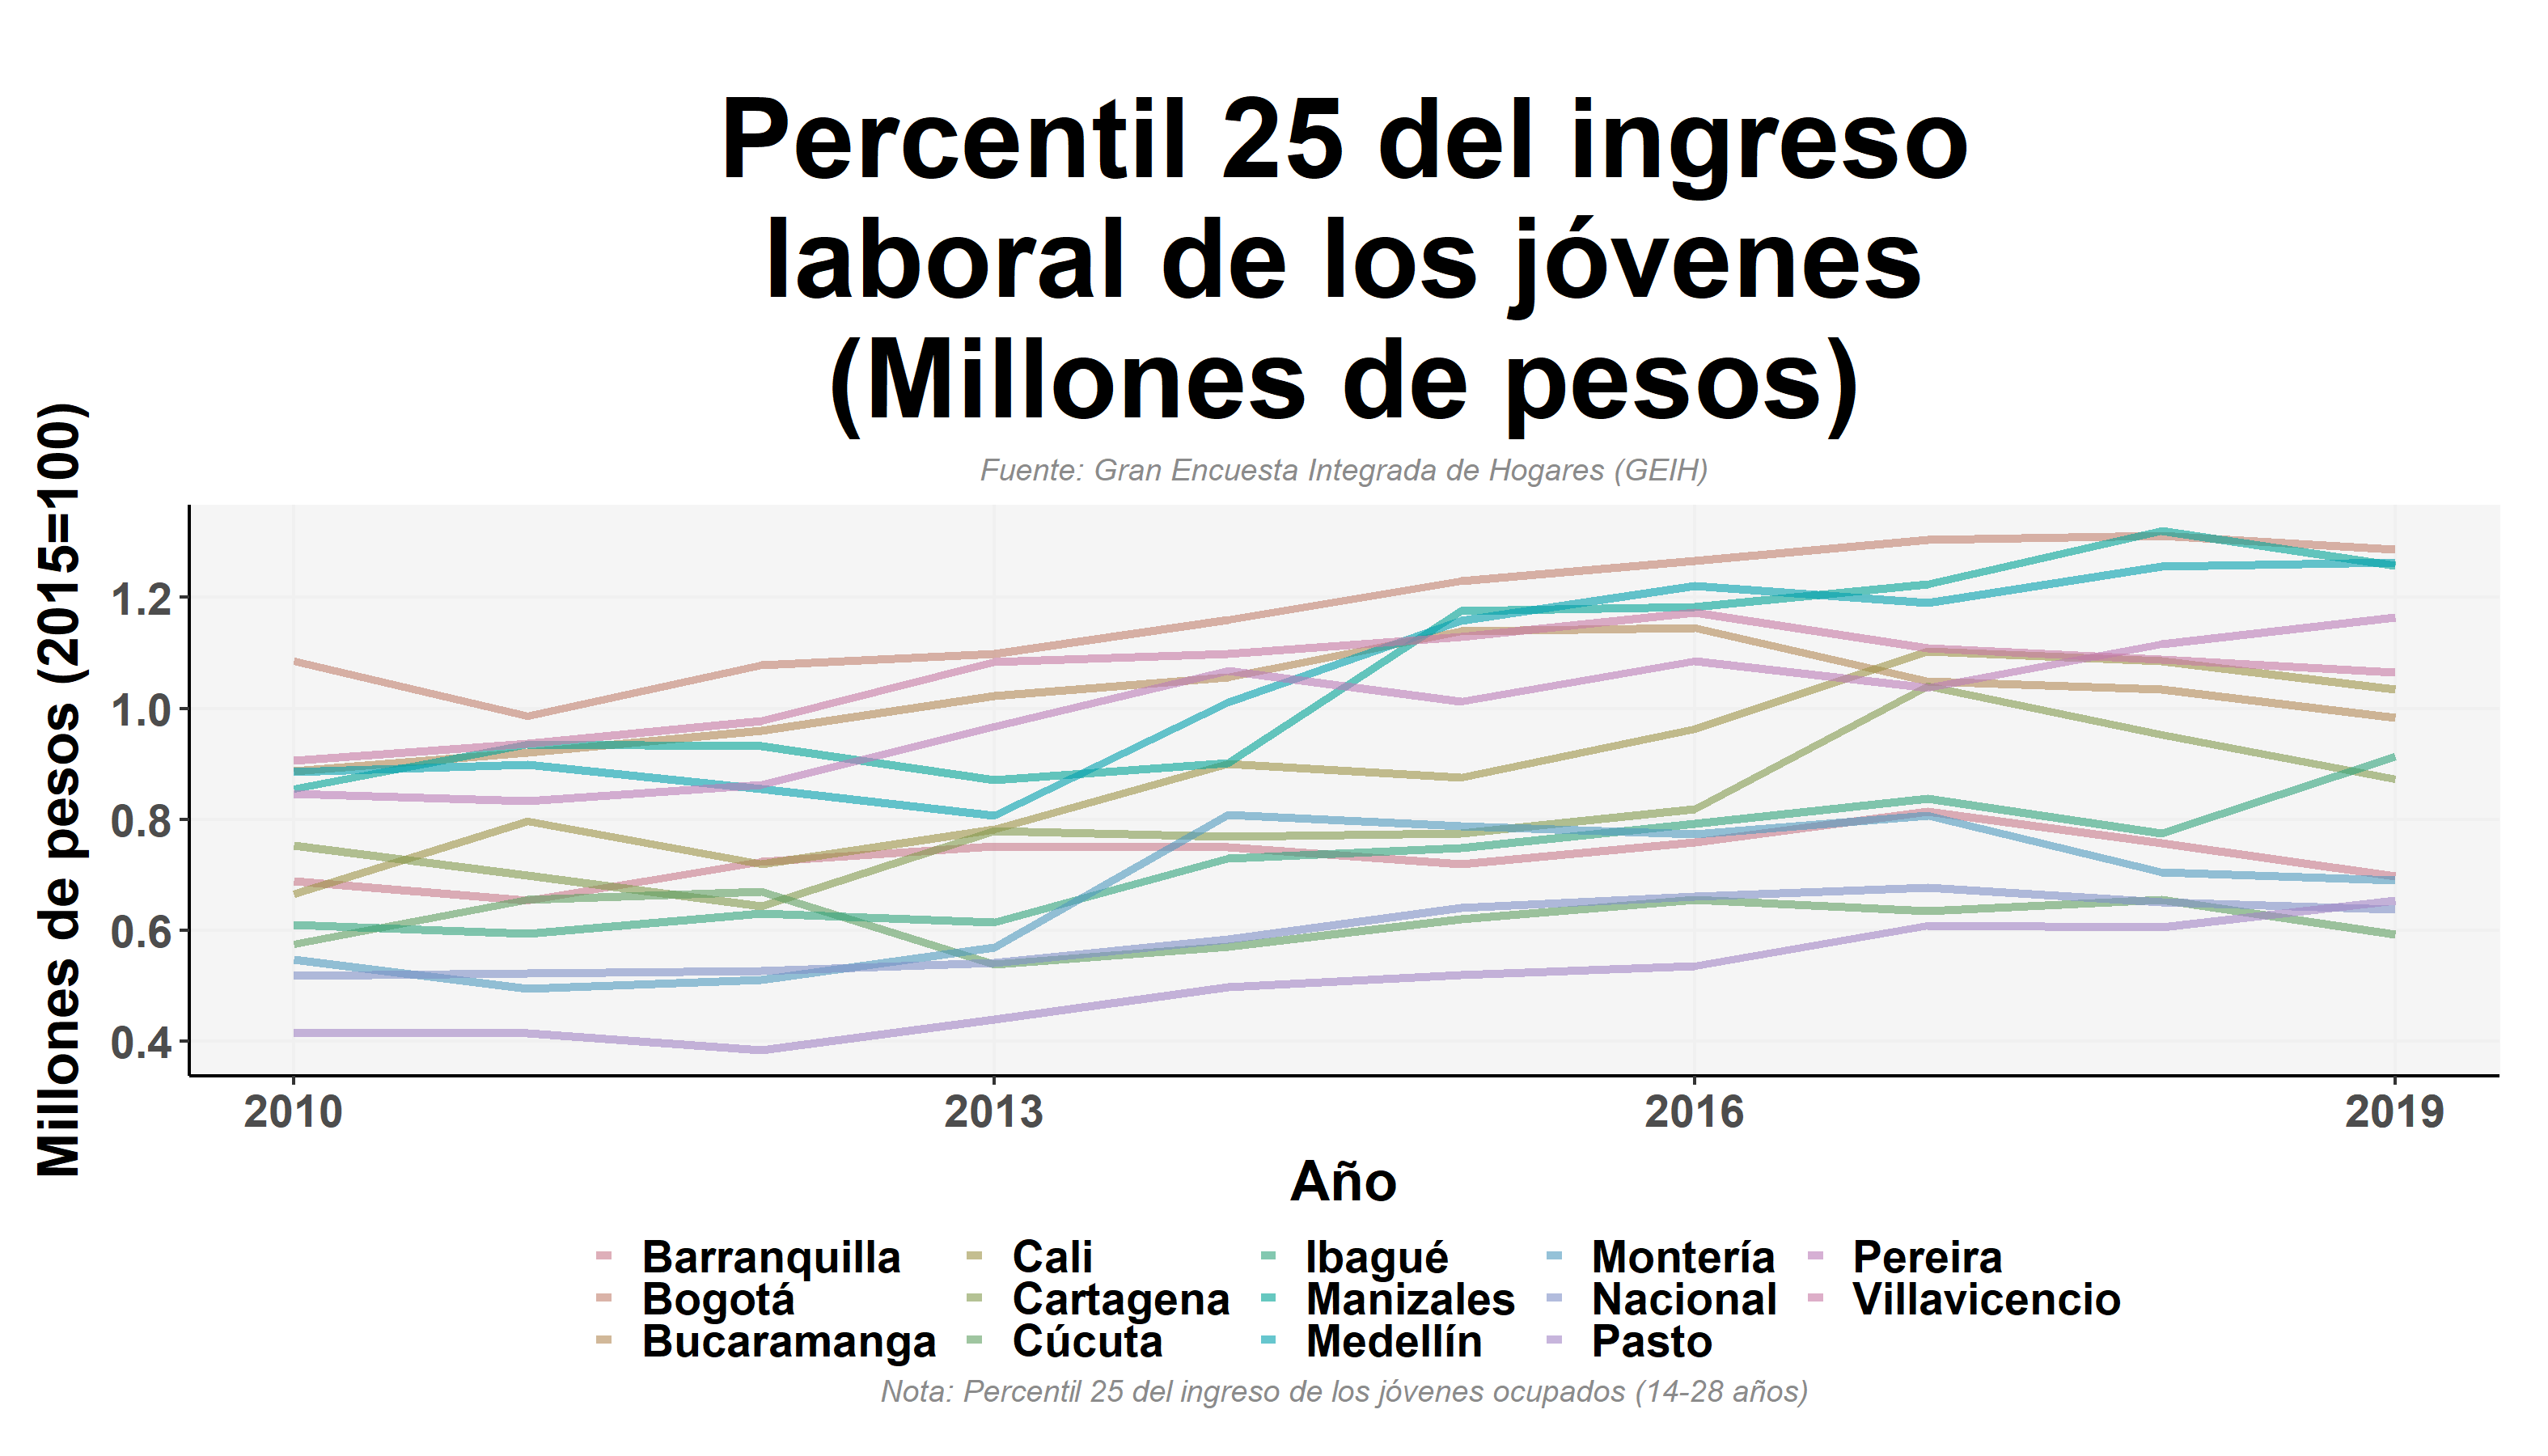 Percentil 25 del ingreso
laboral de los jóvenes
(Millones de pesos)
Fuente: Gran Encuesta Integrada de Hogares (GEIH)
Millones de pesos (2015=100)
1.2
1.0
0.8
0.6
0.4
2010
2013
2016
2019
Año
Barranquilla
Bogotá
Bucaramanga
Cali
Cartagena
Cúcuta
Ibagué
Manizales
Medellín
Montería
Nacional
Pasto
Pereira
Villavicencio
Nota: Percentil 25 del ingreso de los jóvenes ocupados (14-28 años)